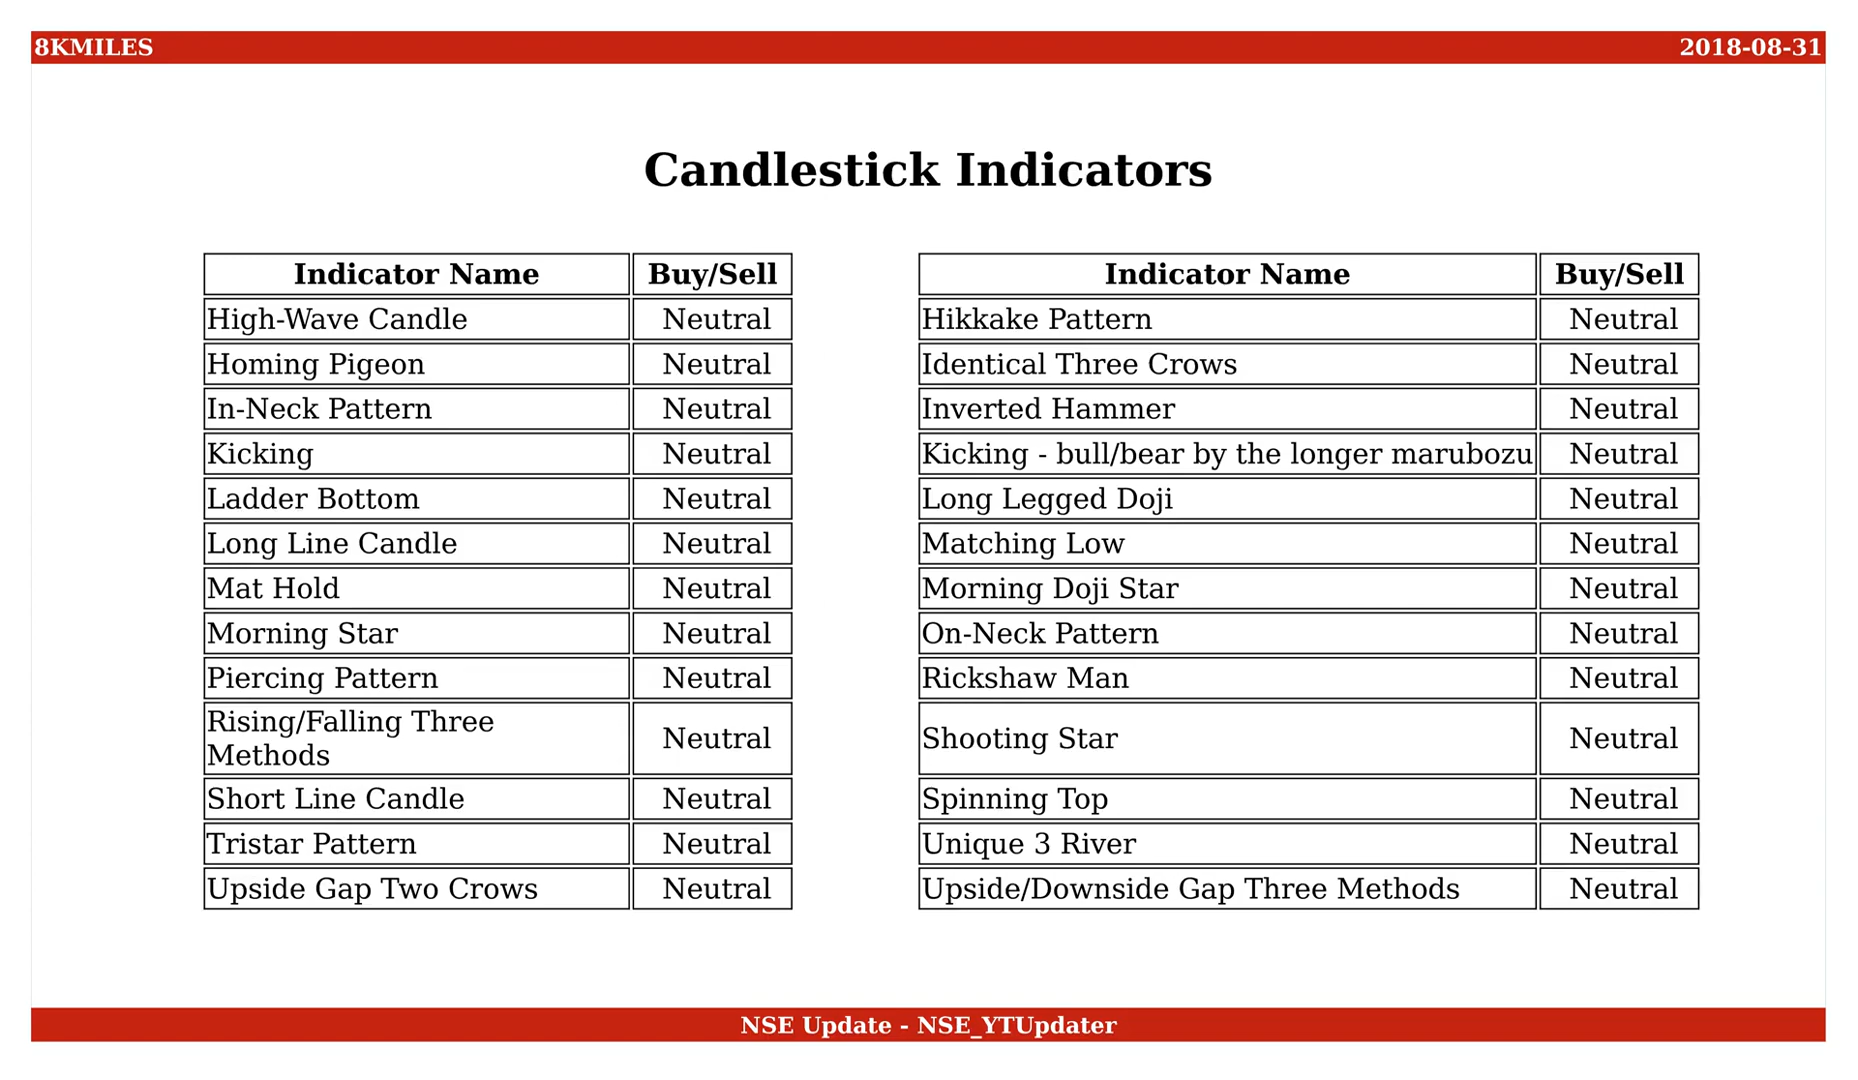 8KMILES 2018-08-31
Candlestick Indicators
Indicator Name Buy/Sell Indicator Name Buy/Sell
High-Wave Candle Neutral Hikkake Pattern Neutral
Homing Pigeon Neutral Identical Three Crows Neutral
In-Neck Pattern Neutral Inverted Hammer Neutral
Kicking Neutral Kicking - bull/bear by the longer marubozu Neutral
Ladder Bottom Neutral Long Legged Doji Neutral
Long Line Candle Neutral Matching Low Neutral
Mat Hold Neutral Morning Doji Star Neutral
Morning Star Neutral On-Neck Pattern Neutral
Piercing Pattern Neutral Rickshaw Man Neutral
Rising/Falling Three
Methods Neutral Shooting Star Neutral
Short Line Candle Neutral Spinning Top Neutral
Tristar Pattern Neutral Unique 3 River Neutral
Upside Gap Two Crows Neutral Upside/Downside Gap Three Methods Neutral
NSE Update - NSE_YTUpdater